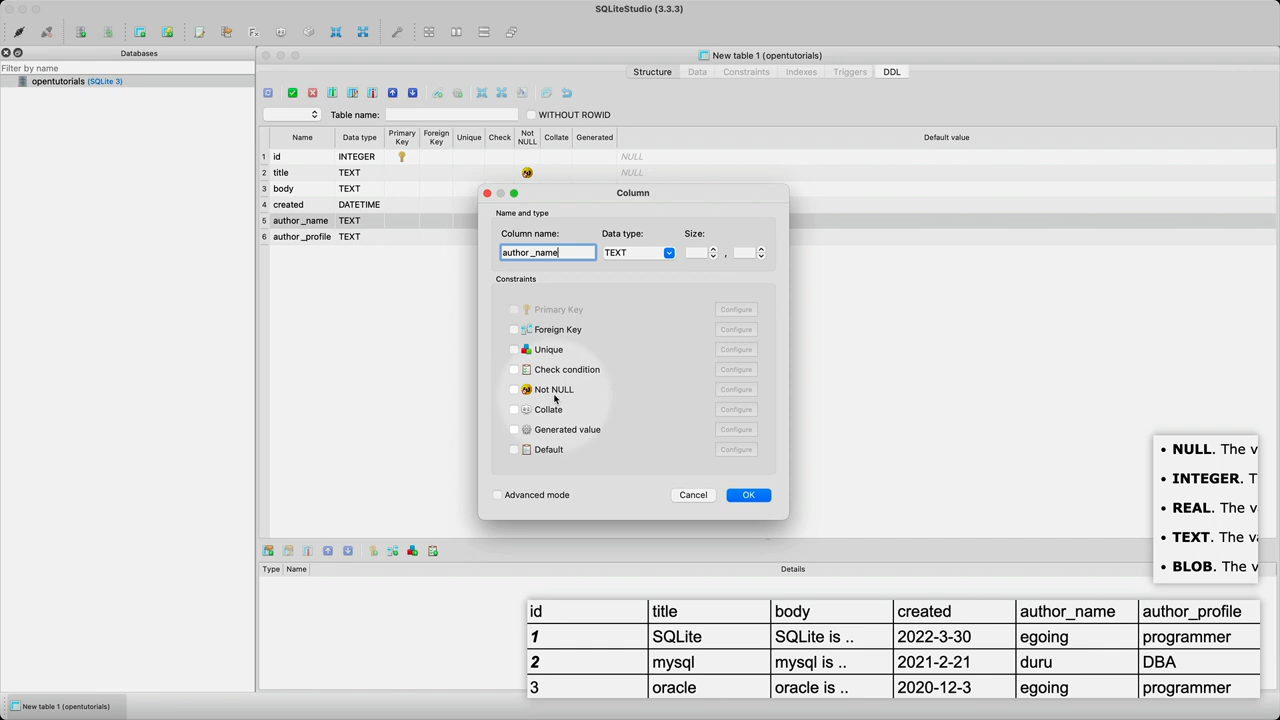 SQLiteStudio (3.3.3)
Databases
Filter by name
opentutorials (SQLite 3)
New table 1 (opentutorials)
Structure Data Constraints Indexes Triggers DDL
Table name: WITHOUT ROWID
Name Data type Primary Key Foreign Key Unique Check Not NULL Collate Generated Default value
1 id INTEGER NULL
2 title TEXT NULL
3 body TEXT
4 created DATETIME
5 author_name TEXT
6 author_profile TEXT
Column
Name and type
Column name: Data type: Size:
author_name TEXT ,
Constraints
Primary Key Configure
Foreign Key Configure
Unique Configure
Check condition Configure
Not NULL Configure
Collate Configure
Generated value Configure
Default Configure
Advanced mode Cancel OK
• NULL. The v
• INTEGER. T
• REAL. The v
• TEXT. The va
• BLOB. The v
Type Name Details
id title body created author_name author_profile
1 SQLite SQLite is .. 2022-3-30 egoing programmer
2 mysql mysql is .. 2021-2-21 duru DBA
3 oracle oracle is .. 2020-12-3 egoing programmer
New table 1 (opentutorials)